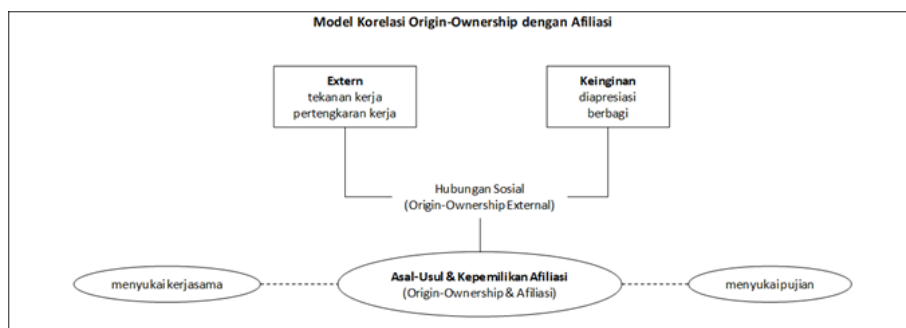 Model Korelasi Origin-Ownership dengan Afiliasi
Extern
tekanan kerja
pertengkaran kerja
Keinginan
diapresiasi
berbagi
Hubungan Sosial
(Origin-Ownership External)
Asal-Usul & Kepemilikan Afiliasi
(Origin-Ownership & Afiliasi)
menyukai kerjasama
menyukai pujian